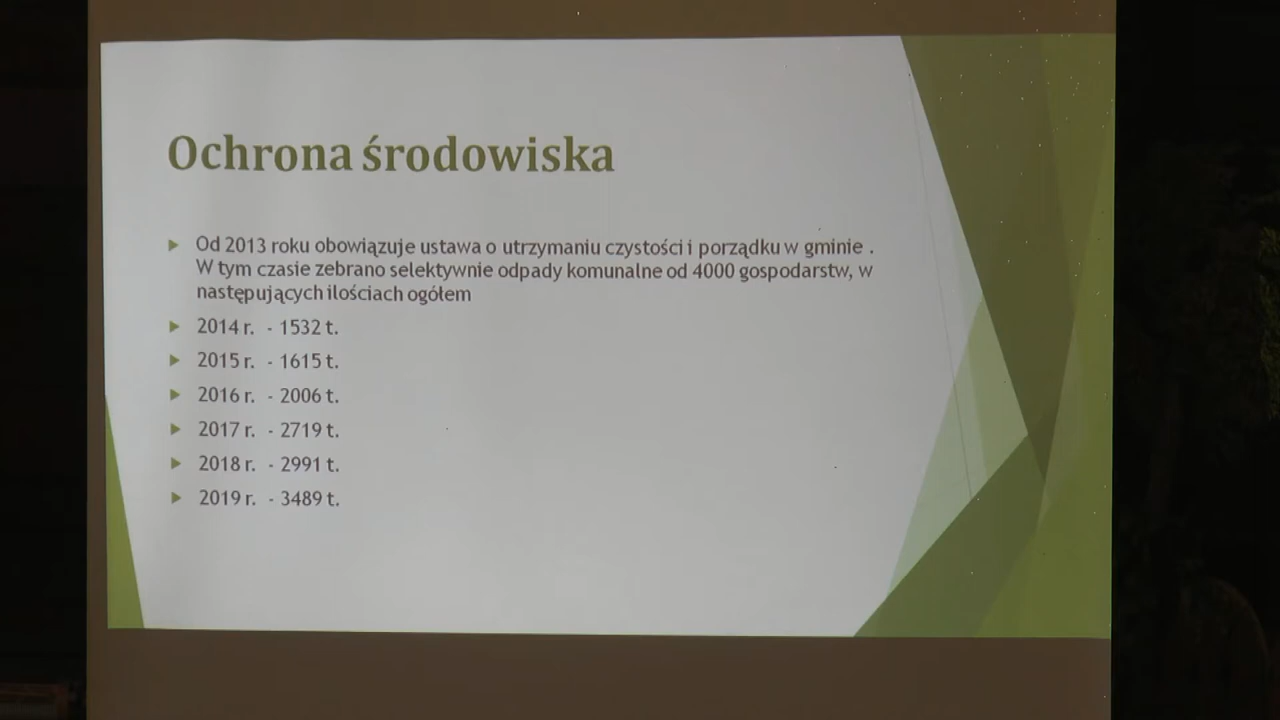 Ochrona środowiska
Od 2013 roku obowiązuje ustawa o utrzymaniu czystości i porządku w gminie .
W tym czasie zebrano selektywnie odpady komunalne od 4000 gospodarstw, w
następujących ilościach ogółem
2014 r. - 1532 t.
2015 r. - 1615 t.
2016 r. - 2006 t.
2017 r. - 2719 t.
2018 r. - 2991 t.
2019 r. - 3489 t.